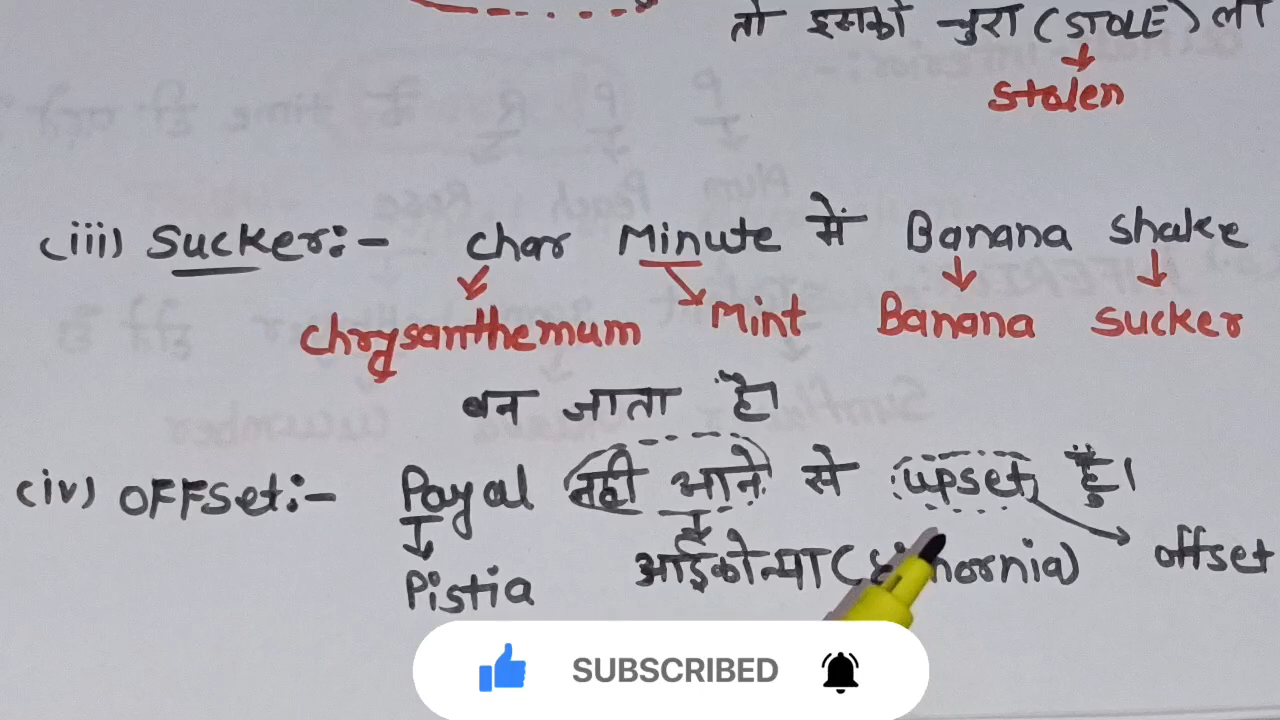 तो इसको चुरा (STOLE) ली
stolen
(iii) Sucker:- Char Minute में Banana shake
chrysanthemum Mint Banana sucker
बन जाता है।
(iv) OFFset:- Payal नही आने से upset हूँ।
Pistia आईकोन्या ( offset
SUBSCRIBED